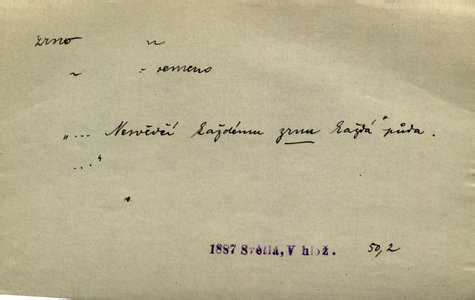 zrno n
~ : semeno
„... Nesvědčí každému zrnu každá půda.
..."
1887 Světlá, V hlož. 50,2